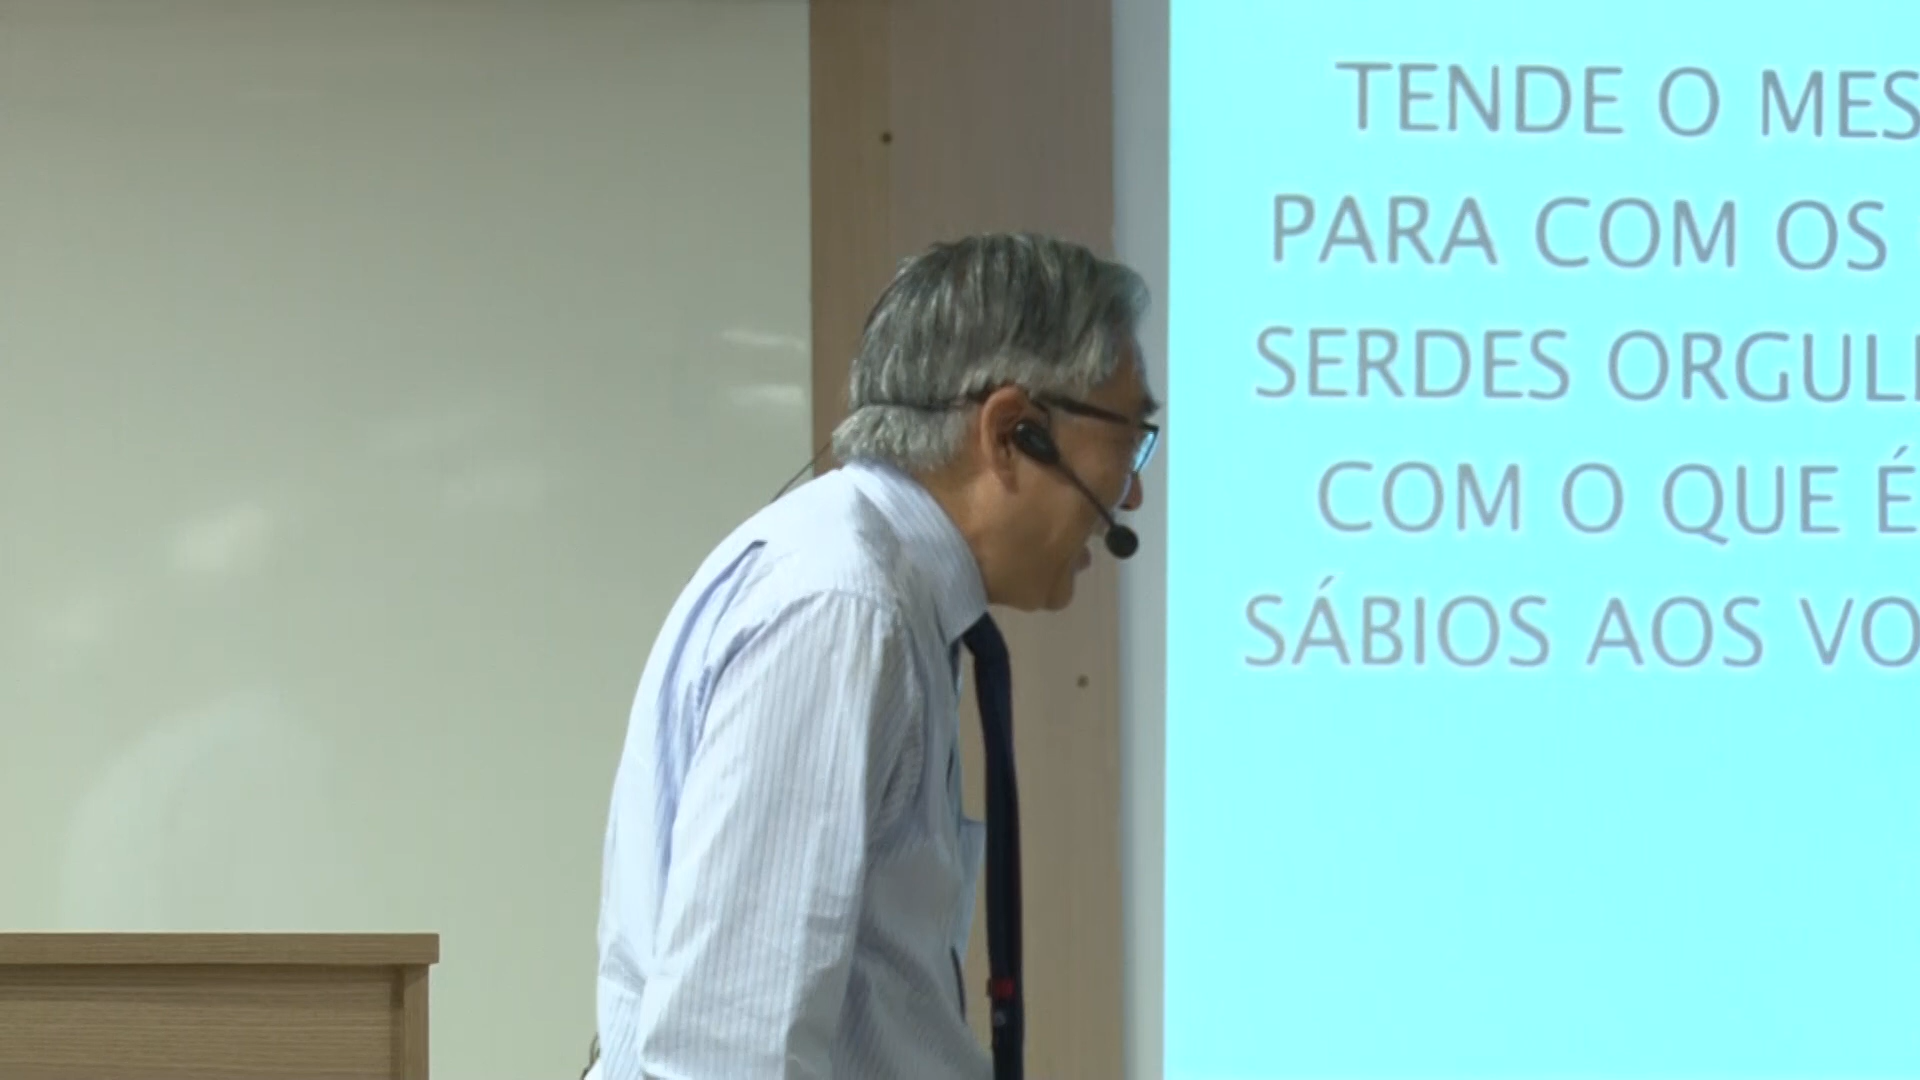 TENDE O MES
PARA COM OS
SERDES ORGUL
COM O QUE É
SÁBIOS AOS VO